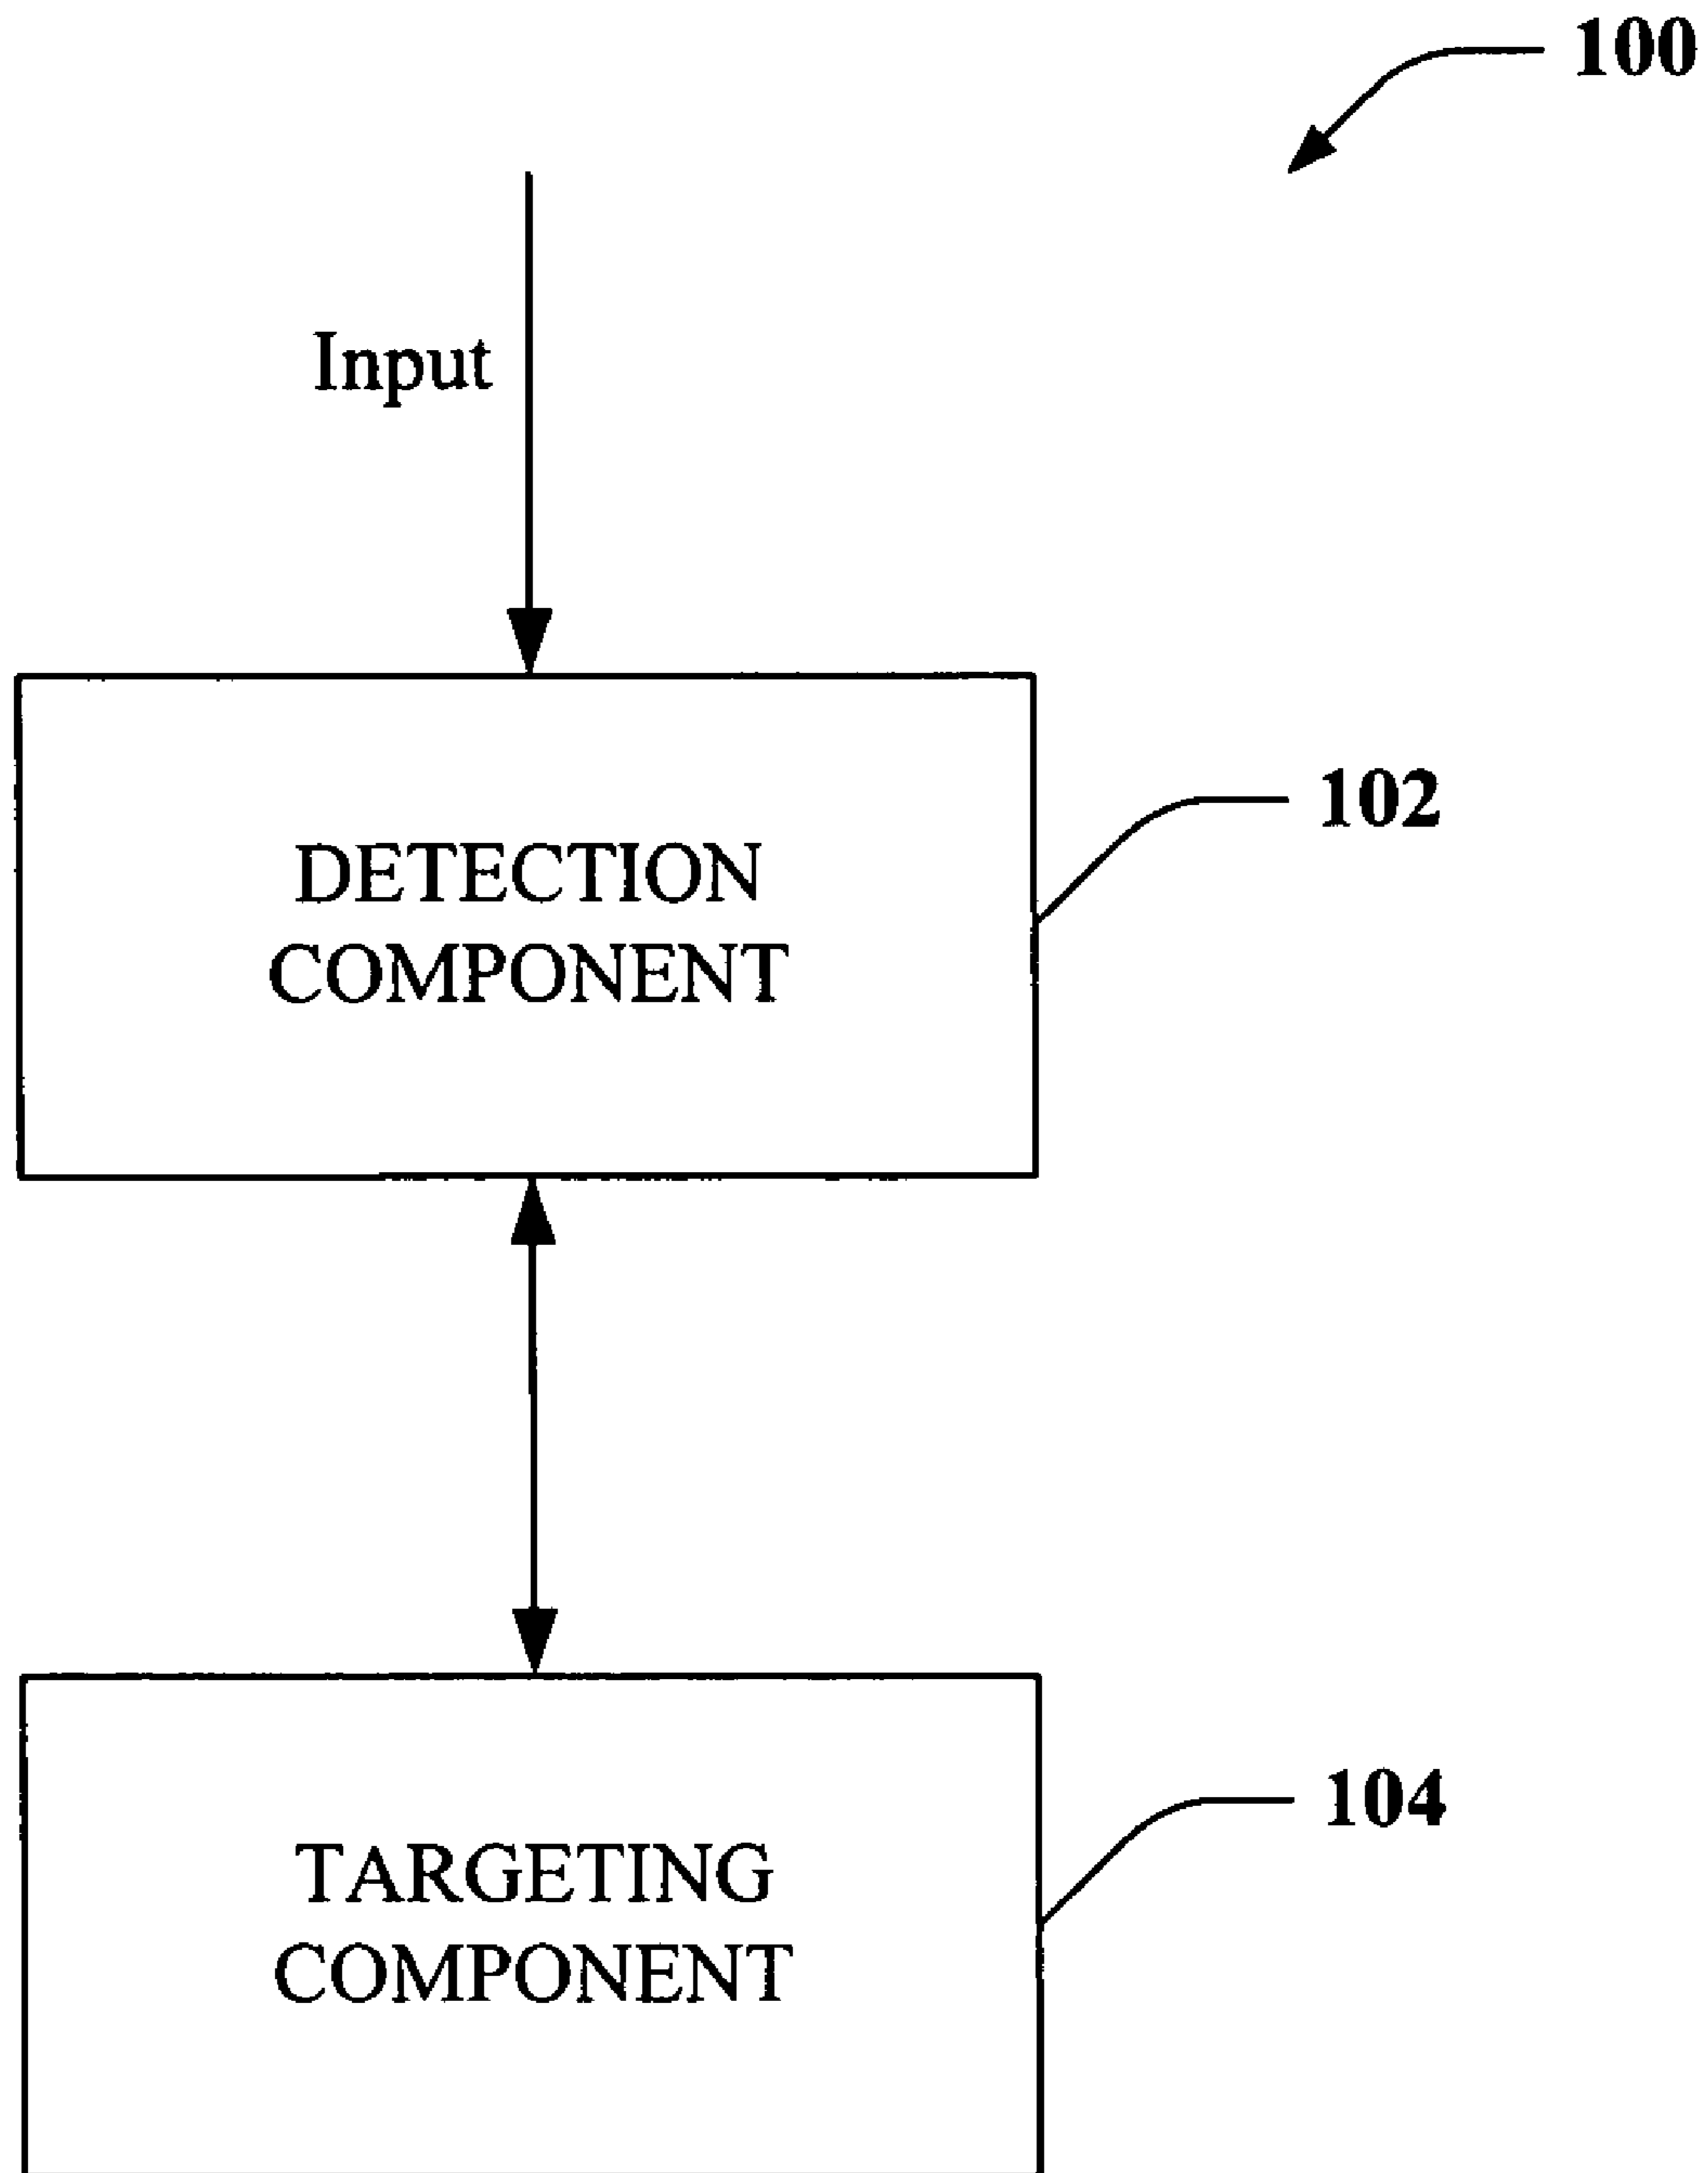 100
Input
102
DETECTION
COMPONENT
104
TARGETING
COMPONENT